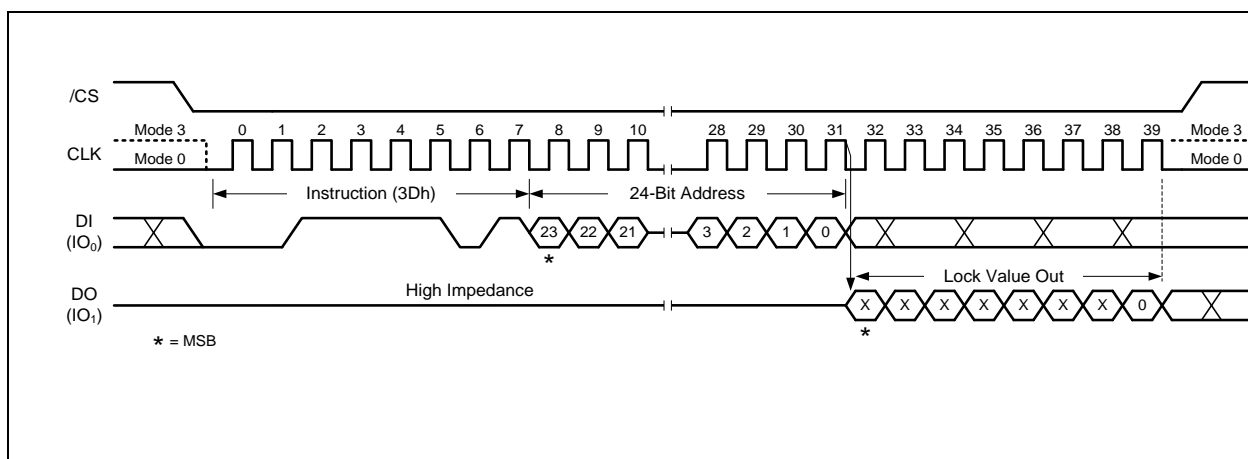 /CS
Mode 3 0 1 2 3 4 5 6 7 8 9 10 28 29 30 31 32 33 34 35 36 37 38 39 Mode 3
CLK Mode 0 Mode 0
Instruction (3Dh) 24-Bit Address
DI
(IO0) 23 22 21 3 2 1 0
*
Lock Value Out
High Impedance
DO
(IO1) X X X X X X X 0
*
* = MSB